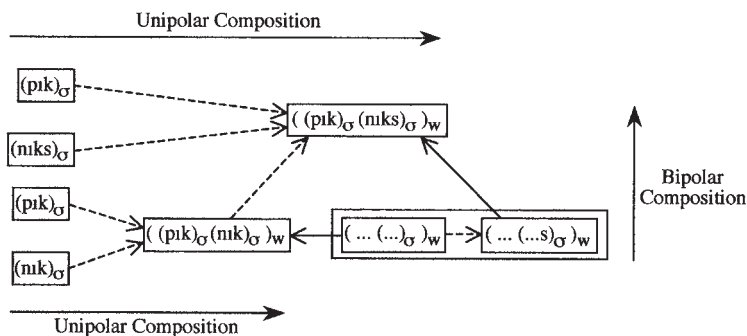 Unipolar Composition
(pɪk)σ
( (pɪk)σ (nɪks)σ )w
(nɪks)σ
Bipolar
Composition
(pɪk)σ
( (pɪk)σ (nɪk)σ )w
( ... (...)σ )w
( ... (...s)σ )w
(nɪk)σ
Unipolar Composition